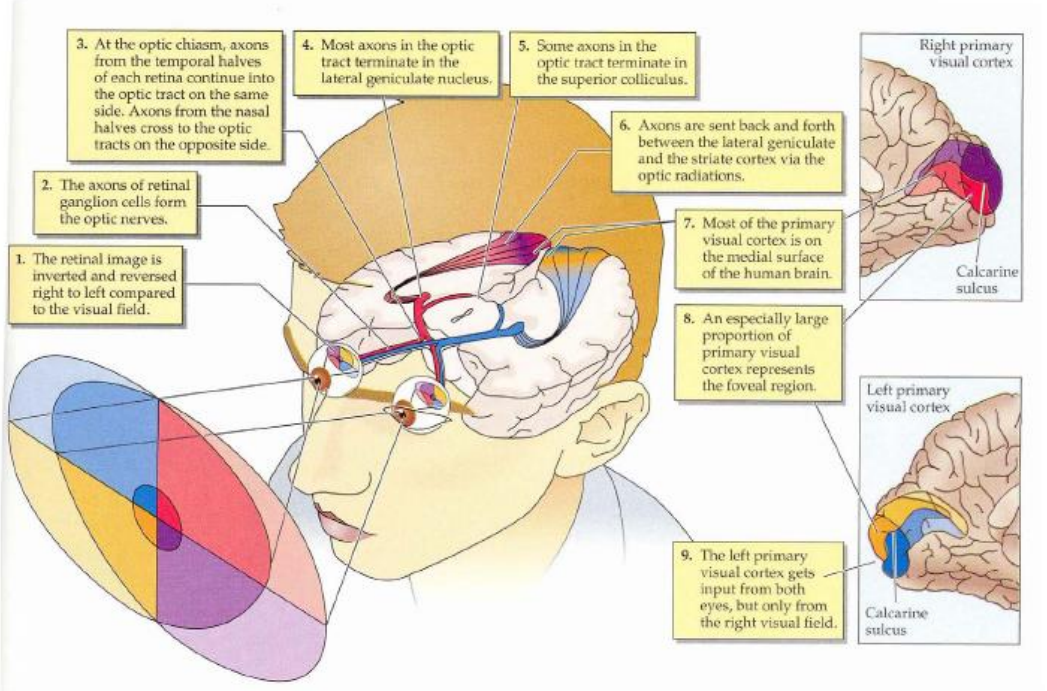 3. At the optic chiasm, axons
from the temporal halves
of each retina continue into
the optic tract on the same
side. Axons from the nasal
halves cross to the optic
tracts on the opposite side.
4. Most axons in the optic
tract terminate in the
lateral geniculate nucleus.
5. Some axons in the
optic tract terminate in
the superior colliculus.
Right primary
visual cortex
6. Axons are sent back and forth
between the lateral geniculate
and the striate cortex via the
optic radiations.
2. The axons of retinal
ganglion cells form
the optic nerves.
7. Most of the primary
visual cortex is on
the medial surface
of the human brain.
1. The retinal image is
inverted and reversed
right to left compared
to the visual field.
Calcarine
sulcus
8. An especially large
proportion of
primary visual
cortex represents
the foveal region.
Left primary
visual cortex
9. The left primary
visual cortex gets
input from both
eyes, but only from
the right visual field.
Calcarine
sulcus